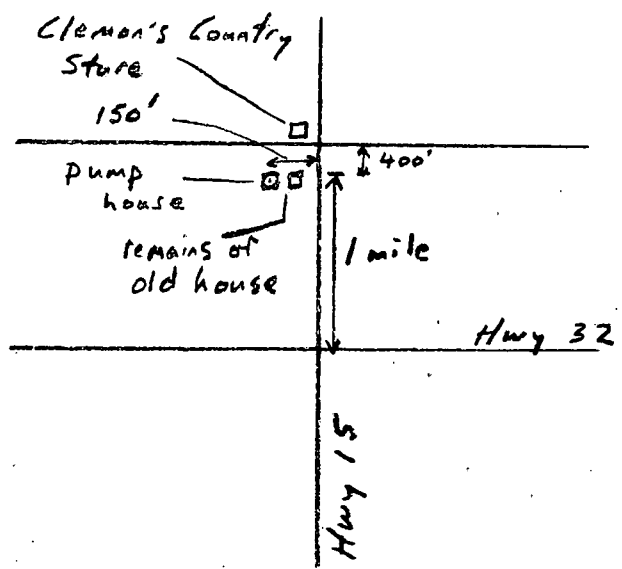 Clemon's Country
Store
150'
400'
pump
house
remains of
old house
1 mile
Hwy 32
Hwy 15